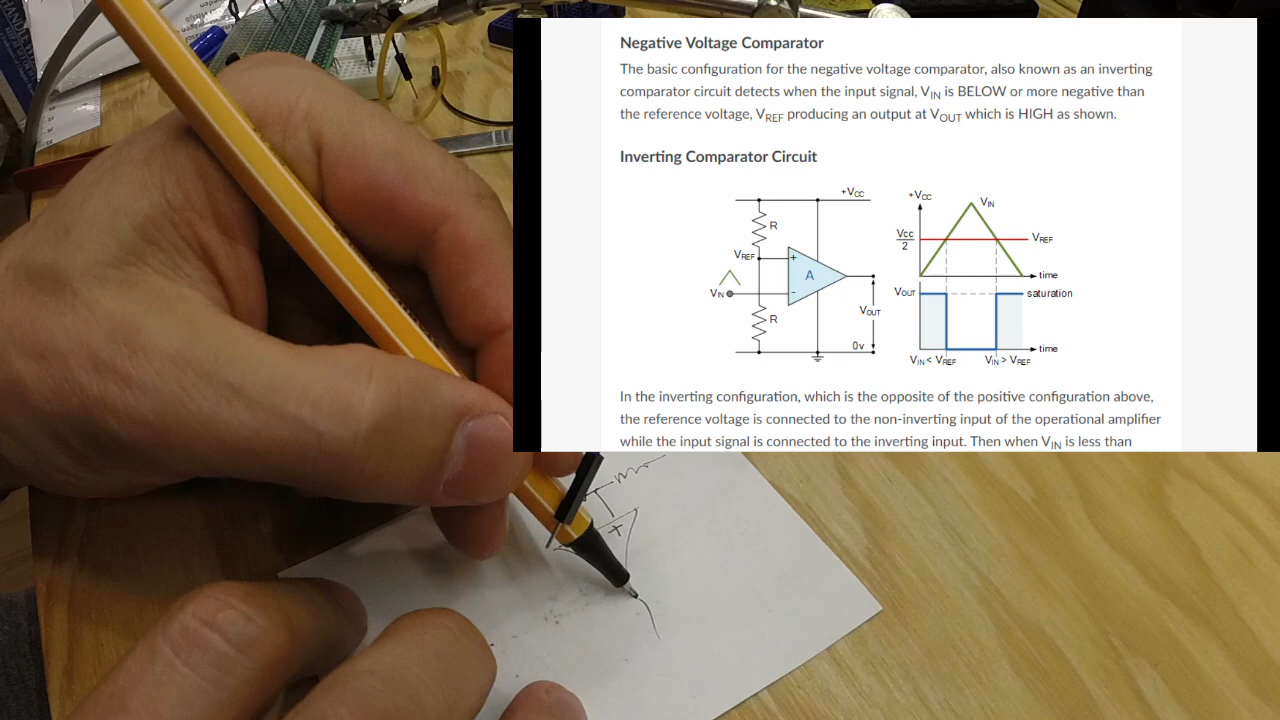 Negative Voltage Comparator
The basic configuration for the negative voltage comparator, also known as an inverting
comparator circuit detects when the input signal, VIN is BELOW or more negative than
the reference voltage, VREF producing an output at VOUT which is HIGH as shown.
Inverting Comparator Circuit
+VCC
R
VREF
+
A
VIN
-
R
VOUT
0v
+VCC
VIN
Vcc
2
VREF
time
VOUT
saturation
time
VIN < VREF
VIN > VREF
In the inverting configuration, which is the opposite of the positive configuration above,
the reference voltage is connected to the non-inverting input of the operational amplifier
while the input signal is connected to the inverting input. Then when VIN is less than
+